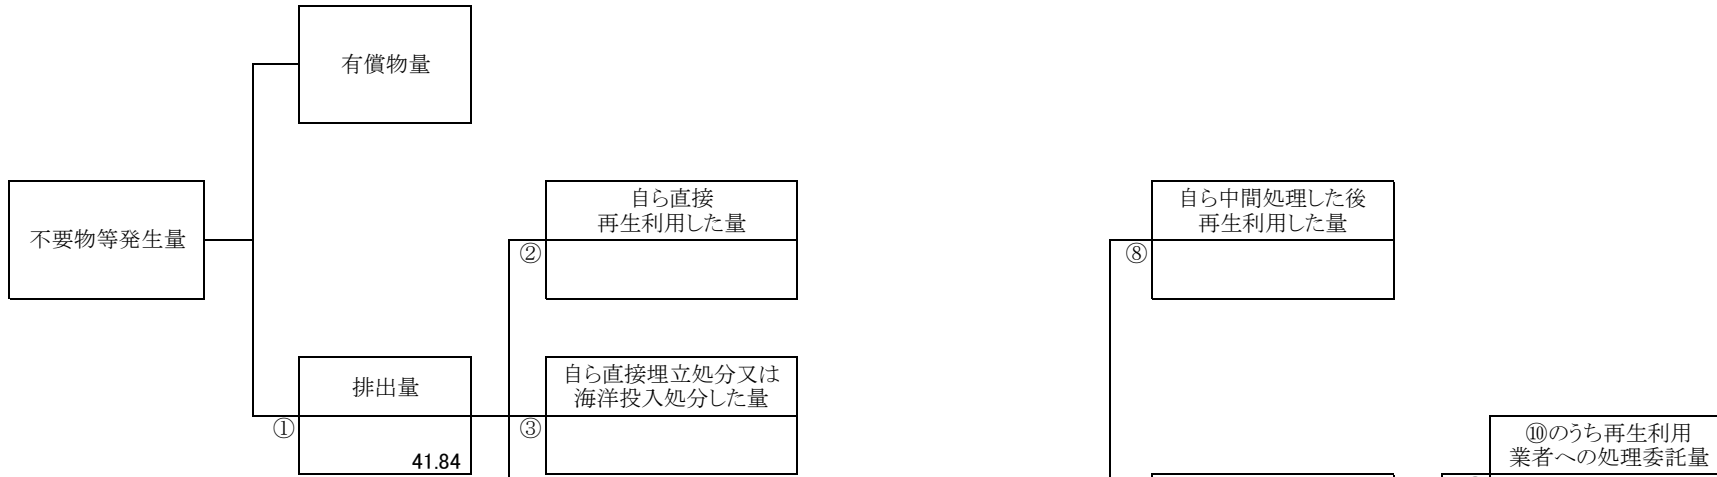 有償物量
不要物等発生量
自ら直接
再生利用した量
②
自ら中間処理した後
再生利用した量
⑧
排出量
①
41.84
自ら直接埋立処分又は
海洋投入処分した量
③
⑩のうち再生利用
業者への処理委託量